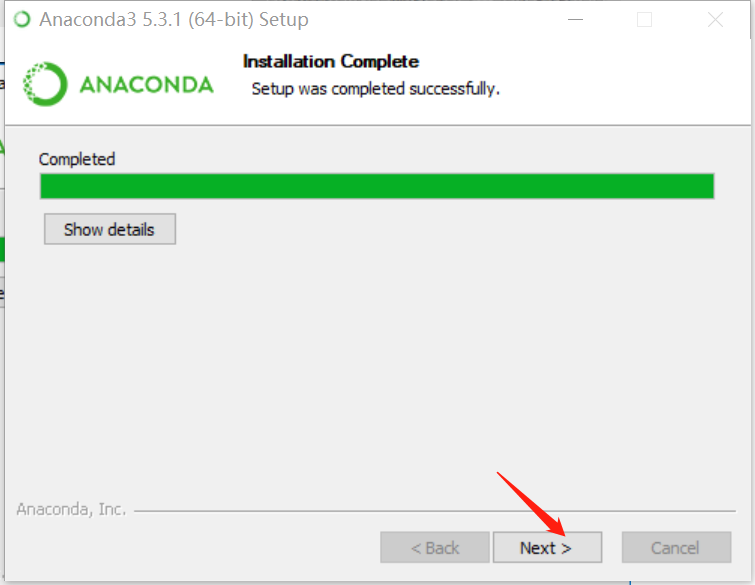 Anaconda3 5.3.1 (64-bit) Setup
ANACONDA
Installation Complete
Setup was completed successfully.
Completed
Show details
Anaconda, Inc.
< Back
Next >
Cancel